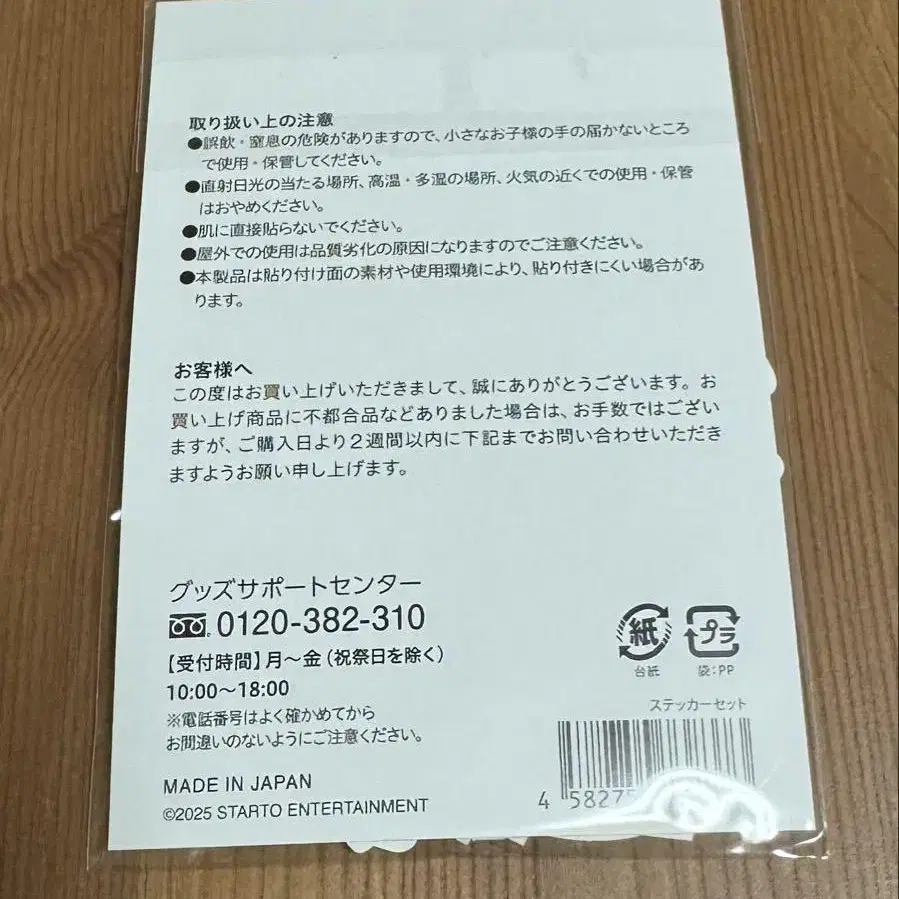 取り扱い上の注意
●誤飲・窒息の危険がありますので、小さなお子様の手の届かないところ
で使用・保管してください。
●直射日光の当たる場所、高温・多湿の場所、火気の近くでの使用・保管
はおやめください。
●肌に直接貼らないでください。
●屋外での使用は品質劣化の原因になりますのでご注意ください。
●本製品は貼り付け面の素材や使用環境により、貼り付きにくい場合があ
ります。
お客様へ
この度はお買い上げいただきまして、誠にありがとうございます。お
買い上げ商品に不都合品などありました場合は、お手数ではござい
ますが、ご購入日より2週間以内に下記までお問い合わせいただき
ますようお願い申し上げます。
グッズサポートセンター
0120-382-310
【受付時間】月～金(祝祭日を除く)
10:00～18:00
※電話番号はよく確かめてから
お間違いのないようにご注意ください。
MADE IN JAPAN
©2025 STARTO ENTERTAINMENT
紙
台紙
プラ
袋:PP
ステッカーセット
4 5827